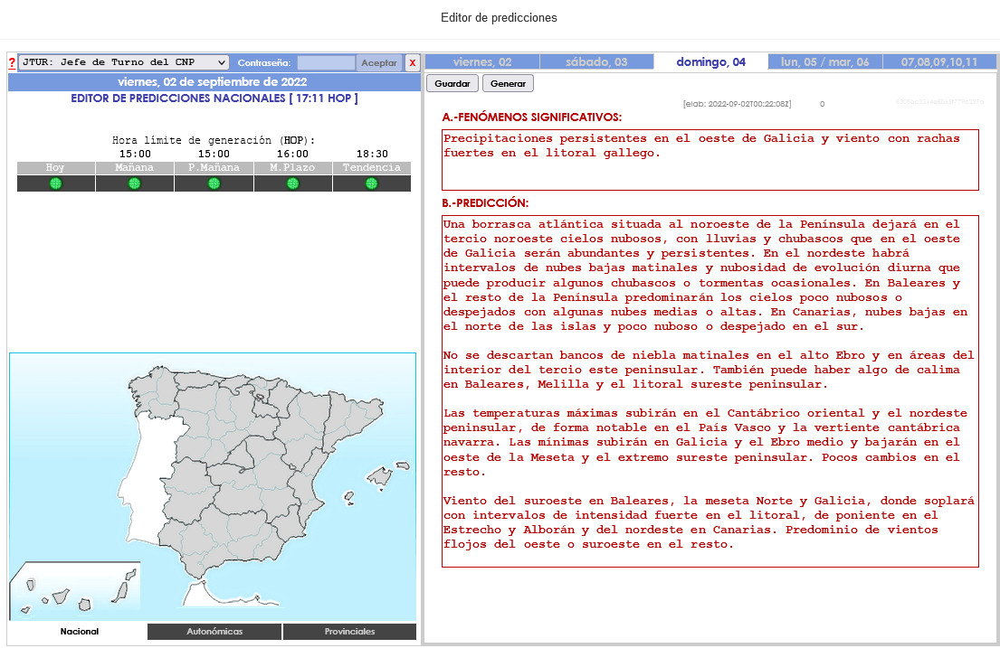 Editor de predicciones
? JTUR: Jefe de Turno del CNP Contraseña: Aceptar X
viernes, 02 sábado, 03 domingo, 04 lun, 05 / mar, 06 07,08,09,10,11
viernes, 02 de septiembre de 2022
EDITOR DE PREDICCIONES NACIONALES [ 17:11 HOP ]
Hora límite de generación (HOP):
15:00 15:00 16:00 18:30
Hoy Mañana P.Mañana M.Plazo Tendencia
Nacional Autonómicas Provinciales
Guardar Generar
[elab: 2022-09-02T00:22:08Z] 0
A.-FENÓMENOS SIGNIFICATIVOS:
Precipitaciones persistentes en el oeste de Galicia y viento con rachas
fuertes en el litoral gallego.
B.-PREDICCIÓN:
Una borrasca atlántica situada al noroeste de la Península dejará en el
tercio noroeste cielos nubosos, con lluvias y chubascos que en el oeste
de Galicia serán abundantes y persistentes. En el nordeste habrá
intervalos de nubes bajas matinales y nubosidad de evolución diurna que
puede producir algunos chubascos o tormentas ocasionales. En Baleares y
el resto de la Península predominarán los cielos poco nubosos o
despejados con algunas nubes medias o altas. En Canarias, nubes bajas en
el norte de las islas y poco nuboso o despejado en el sur.
No se descartan bancos de niebla matinales en el alto Ebro y en áreas del
interior del tercio este peninsular. También puede haber algo de calima
en Baleares, Melilla y el litoral sureste peninsular.
Las temperaturas máximas subirán en el Cantábrico oriental y el nordeste
peninsular, de forma notable en el País Vasco y la vertiente cantábrica
navarra. Las mínimas subirán en Galicia y el Ebro medio y bajarán en el
oeste de la Meseta y el extremo sureste peninsular. Pocos cambios en el
resto.
Viento del suroeste en Baleares, la meseta Norte y Galicia, donde soplará
con intervalos de intensidad fuerte en el litoral, de poniente en el
Estrecho y Alborán y del nordeste en Canarias. Predominio de vientos
flojos del oeste o suroeste en el resto.